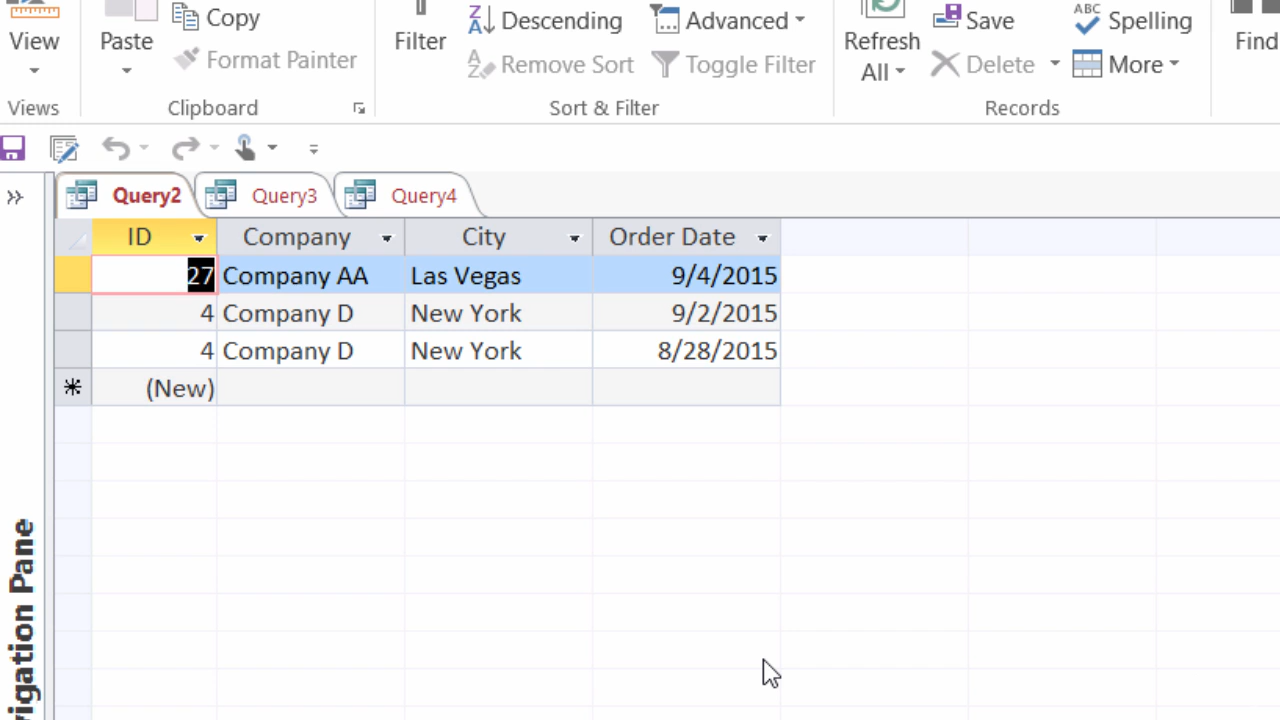 View
Paste
Copy
Format Painter
Filter
Descending
Remove Sort
Advanced
Toggle Filter
Refresh
All
Save
Delete
ABC
Spelling
More
Find
Views
Clipboard
Sort & Filter
Records
Query2 Query3 Query4
ID Company City Order Date
27 Company AA Las Vegas 9/4/2015
4 Company D New York 9/2/2015
4 Company D New York 8/28/2015
(New)
vigation Pane